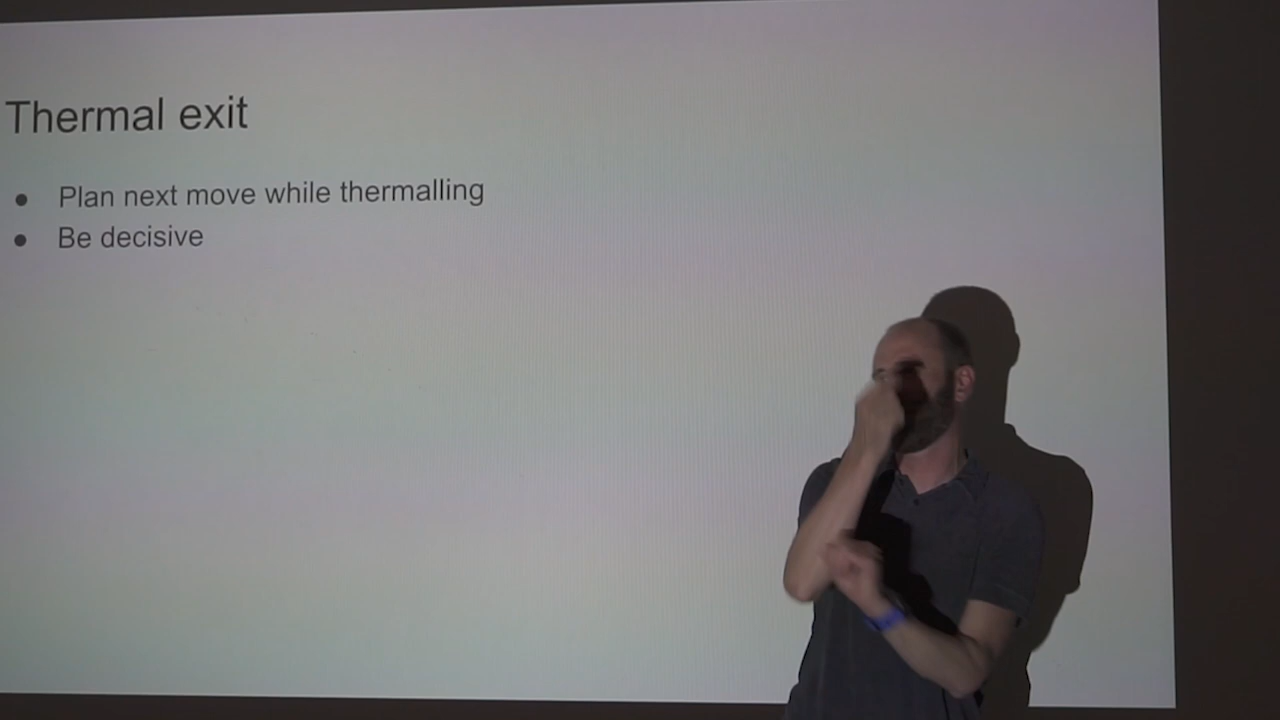 Thermal exit
● Plan next move while thermalling
● Be decisive